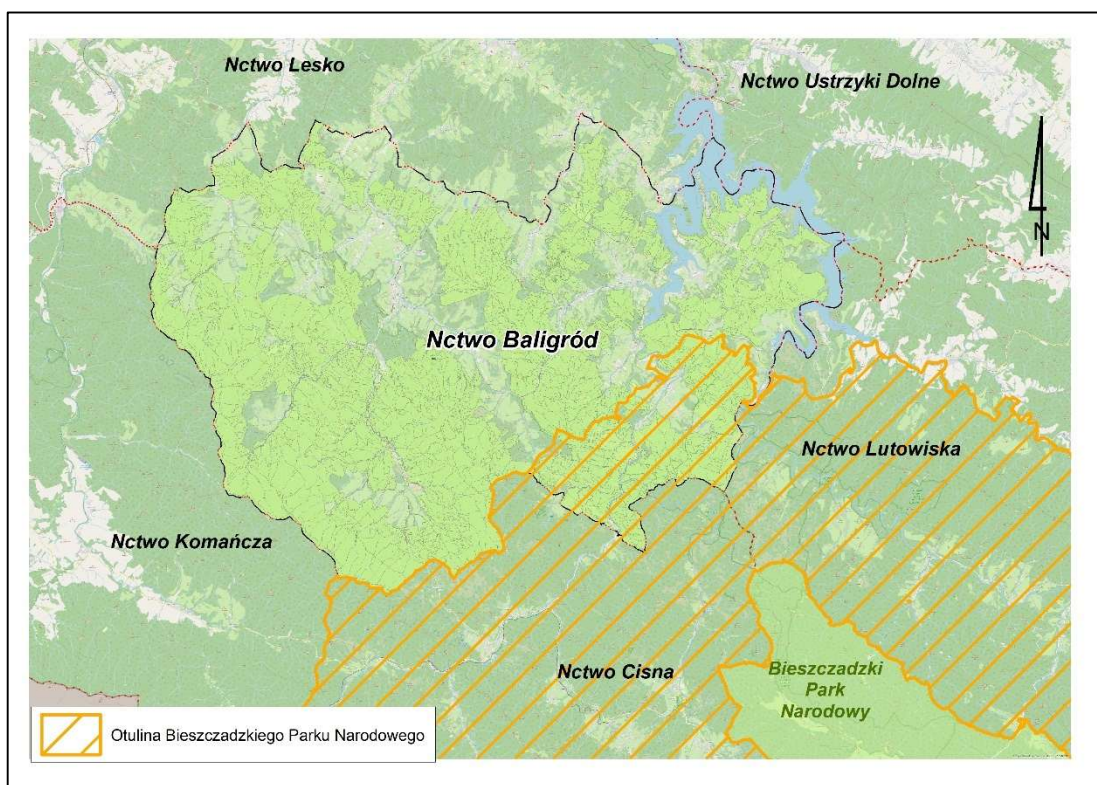 Nctwo Lesko
Nctwo Ustrzyki Dolne
N
Nctwo Baligród
Nctwo Lutowiska
Nctwo Komańcza
Nctwo Cisna
Bieszczadzki
Park
Narodowy
Otulina Bieszczadzkiego Parku Narodowego